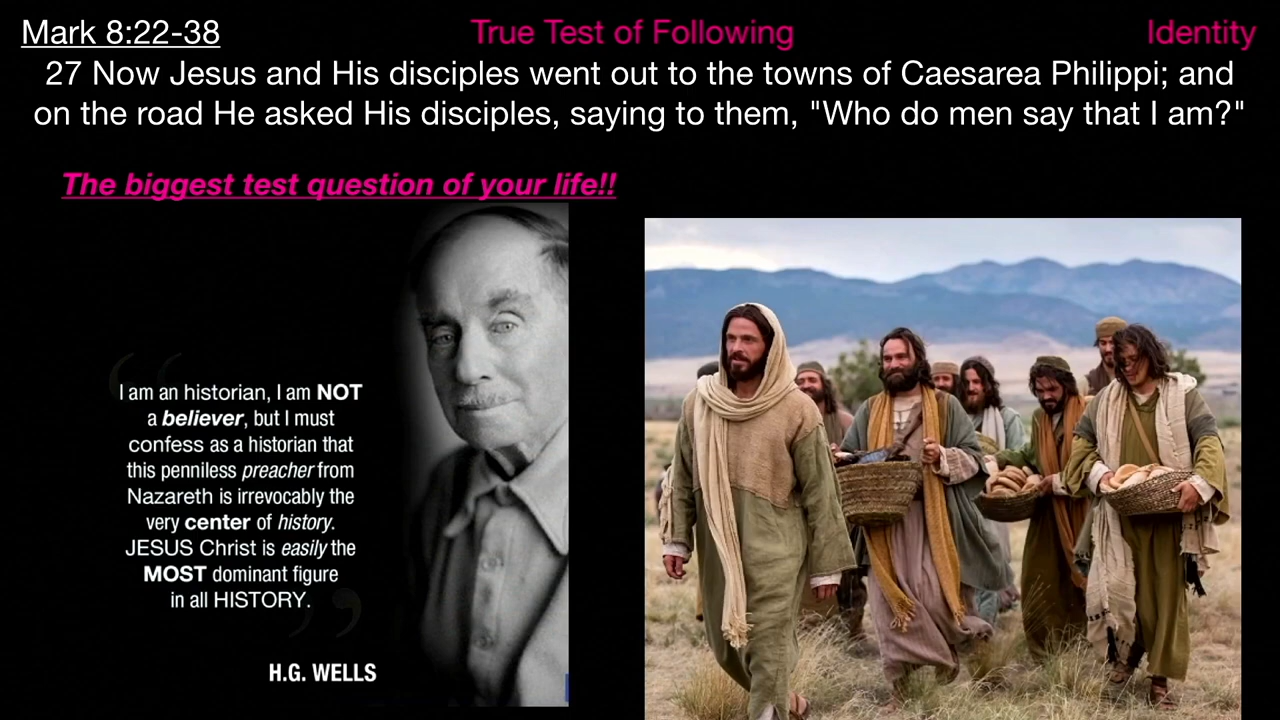 Mark 8:22-38 True Test of Following Identity
27 Now Jesus and His disciples went out to the towns of Caesarea Philippi; and
on the road He asked His disciples, saying to them, "Who do men say that I am?"
The biggest test question of your life!!
I am an historian, I am NOT
a believer, but I must
confess as a historian that
this penniless preacher from
Nazareth is irrevocably the
very center of history.
JESUS Christ is easily the
MOST dominant figure
in all HISTORY.
H.G. WELLS